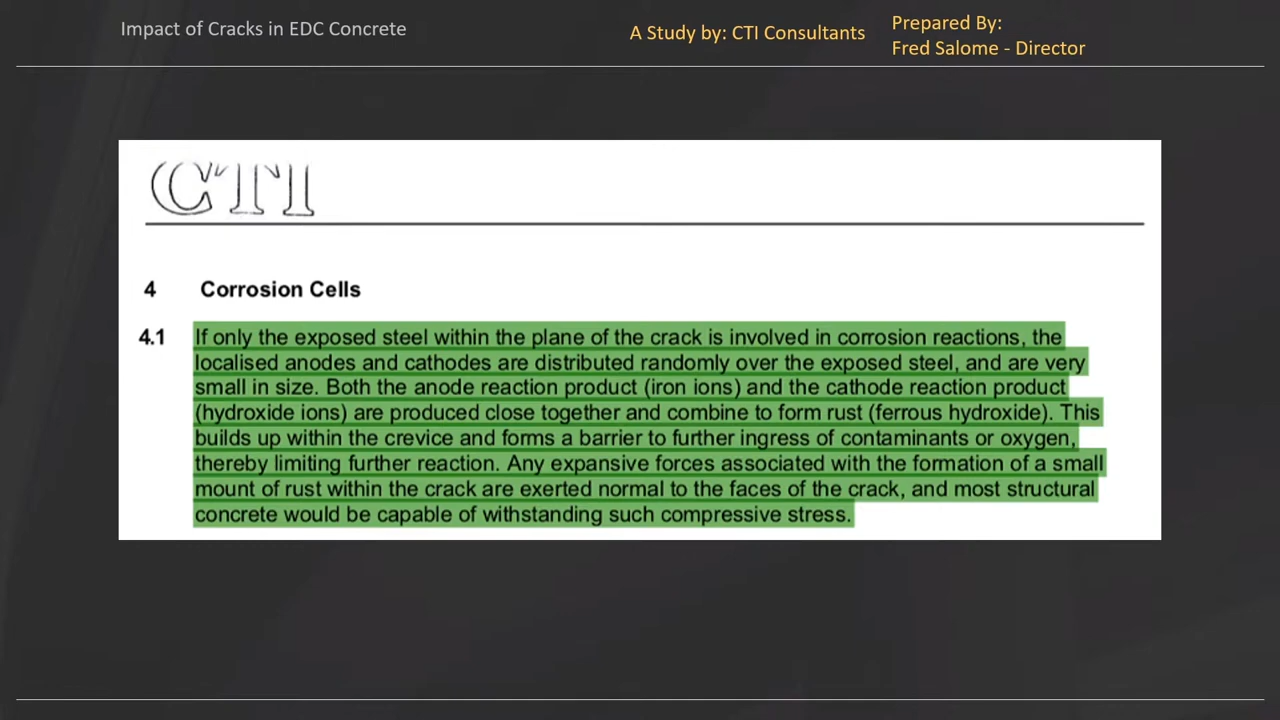 Impact of Cracks in EDC Concrete
A Study by: CTI Consultants
Prepared By:
Fred Salome - Director
CTI
4 Corrosion Cells
4.1 If only the exposed steel within the plane of the crack is involved in corrosion reactions, the
localised anodes and cathodes are distributed randomly over the exposed steel, and are very
small in size. Both the anode reaction product (iron ions) and the cathode reaction product
(hydroxide ions) are produced close together and combine to form rust (ferrous hydroxide). This
builds up within the crevice and forms a barrier to further ingress of contaminants or oxygen,
thereby limiting further reaction. Any expansive forces associated with the formation of a small
mount of rust within the crack are exerted normal to the faces of the crack, and most structural
concrete would be capable of withstanding such compressive stress.